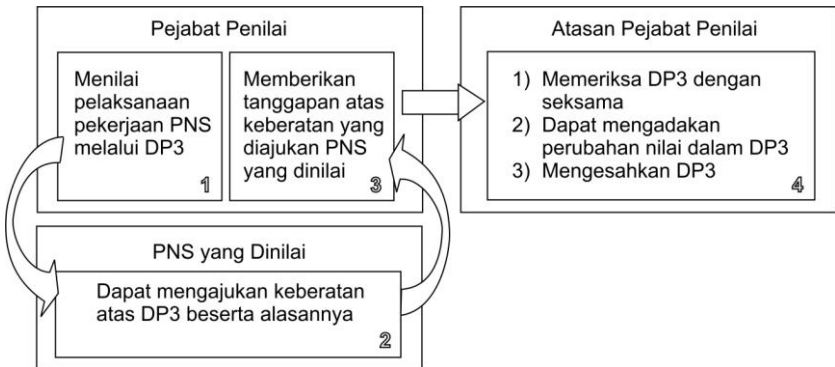 Pejabat Penilai
Menilai
pelaksanaan
pekerjaan PNS
melalui DP3
1
Memberikan
tanggapan atas
keberatan yang
diajukan PNS
yang dinilai
3
PNS yang Dinilai
Dapat mengajukan keberatan
atas DP3 beserta alasannya
2
Atasan Pejabat Penilai
1) Memeriksa DP3 dengan
seksama
2) Dapat mengadakan
perubahan nilai dalam DP3
3) Mengesahkan DP3
4